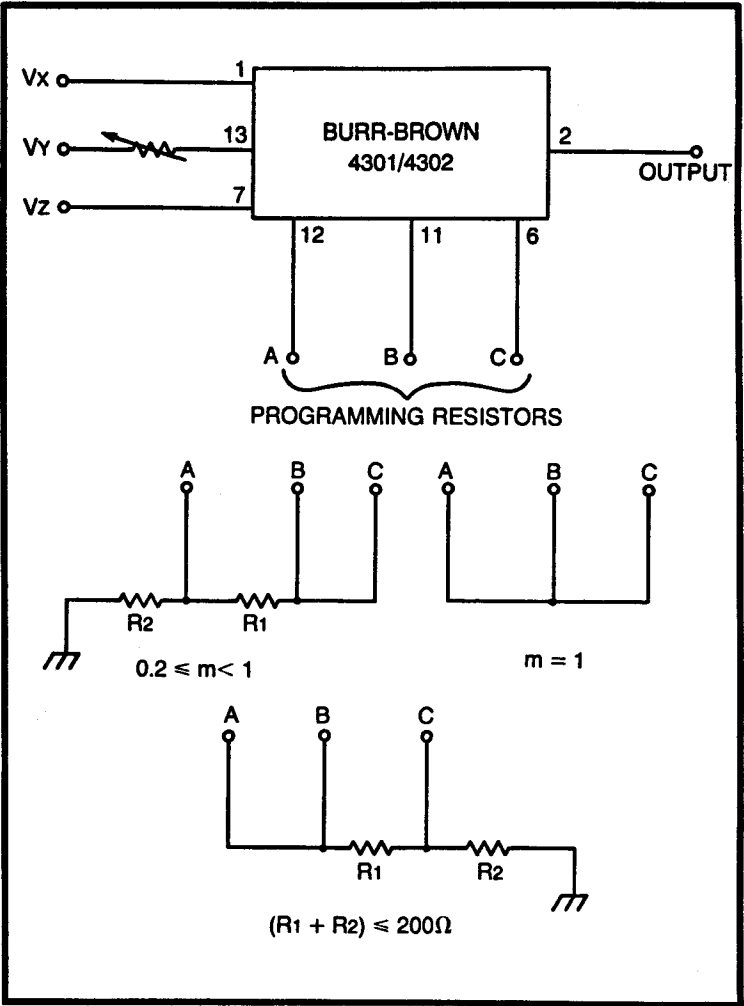 Vx 1
BURR-BROWN
VY 13 2
4301/4302
OUTPUT
Vz 7
12 11 6
A B C
PROGRAMMING RESISTORS
A B C A B C
R2 R1
0.2 ≤ m< 1 m = 1
A B C
R1 R2
(R1 + R2) ≤ 200Ω